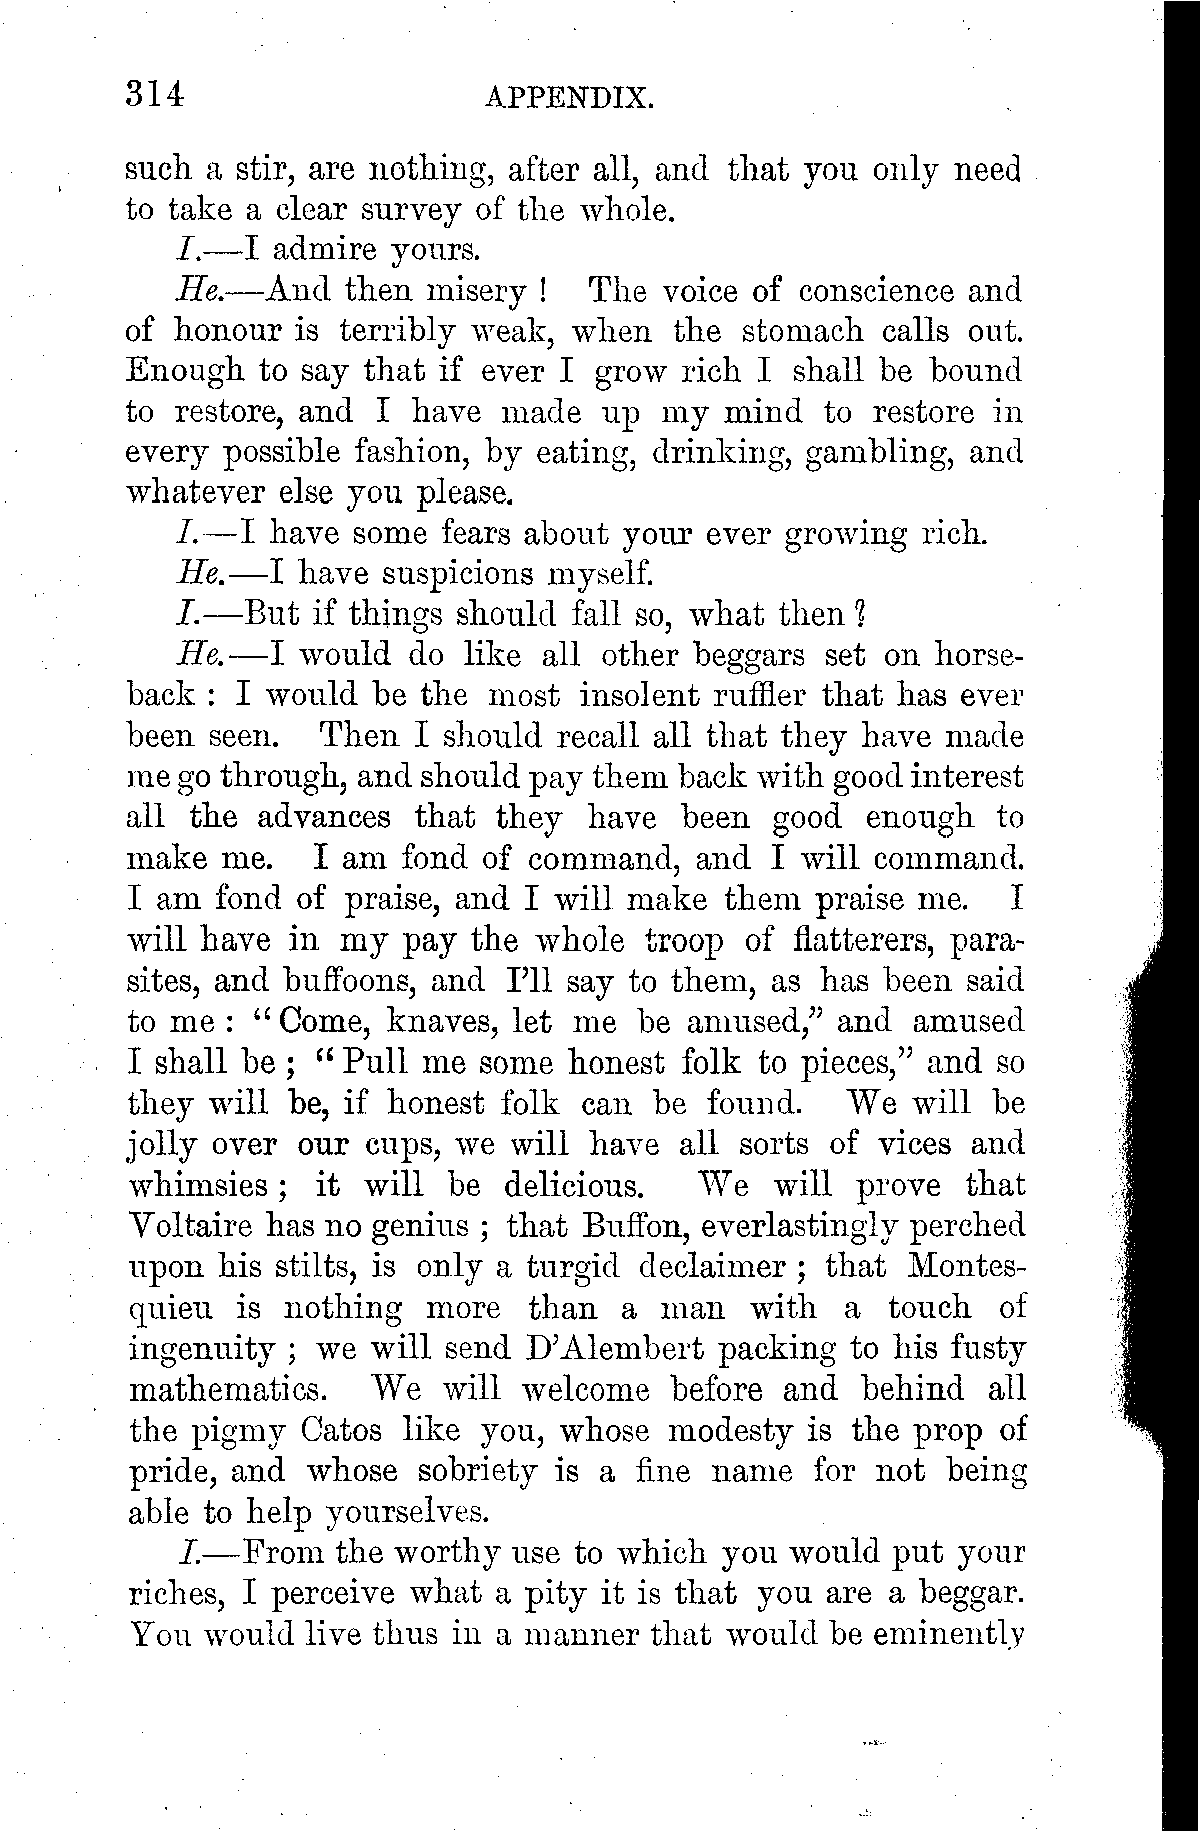 314 APPENDIX.
such a stir, are nothing, after all, and that you only need
to take a clear survey of the whole.
I.—I admire yours.
He.—And then misery ! The voice of conscience and
of honour is terribly weak, when the stomach calls out.
Enough to say that if ever I grow rich I shall be bound
to restore, and I have made up my mind to restore in
every possible fashion, by eating, drinking, gambling, and
whatever else you please.
I.—I have some fears about your ever growing rich.
He.—I have suspicions myself.
I.—But if things should fall so, what then ?
He.—I would do like all other beggars set on horse-
back : I would be the most insolent ruffler that has ever
been seen. Then I should recall all that they have made
me go through, and should pay them back with good interest
all the advances that they have been good enough to
make me. I am fond of command, and I will command.
I am fond of praise, and I will make them praise me. I
will have in my pay the whole troop of flatterers, para-
sites, and buffoons, and I'll say to them, as has been said
to me : “Come, knaves, let me be amused,” and amused
I shall be ; “Pull me some honest folk to pieces,” and so
they will be, if honest folk can be found. We will be
jolly over our cups, we will have all sorts of vices and
whimsies ; it will be delicious. We will prove that
Voltaire has no genius ; that Buffon, everlastingly perched
upon his stilts, is only a turgid declaimer ; that Montes-
quieu is nothing more than a man with a touch of
ingenuity ; we will send D'Alembert packing to his fusty
mathematics. We will welcome before and behind all
the pigmy Catos like you, whose modesty is the prop of
pride, and whose sobriety is a fine name for not being
able to help yourselves.
I.—From the worthy use to which you would put your
riches, I perceive what a pity it is that you are a beggar.
You would live thus in a manner that would be eminently